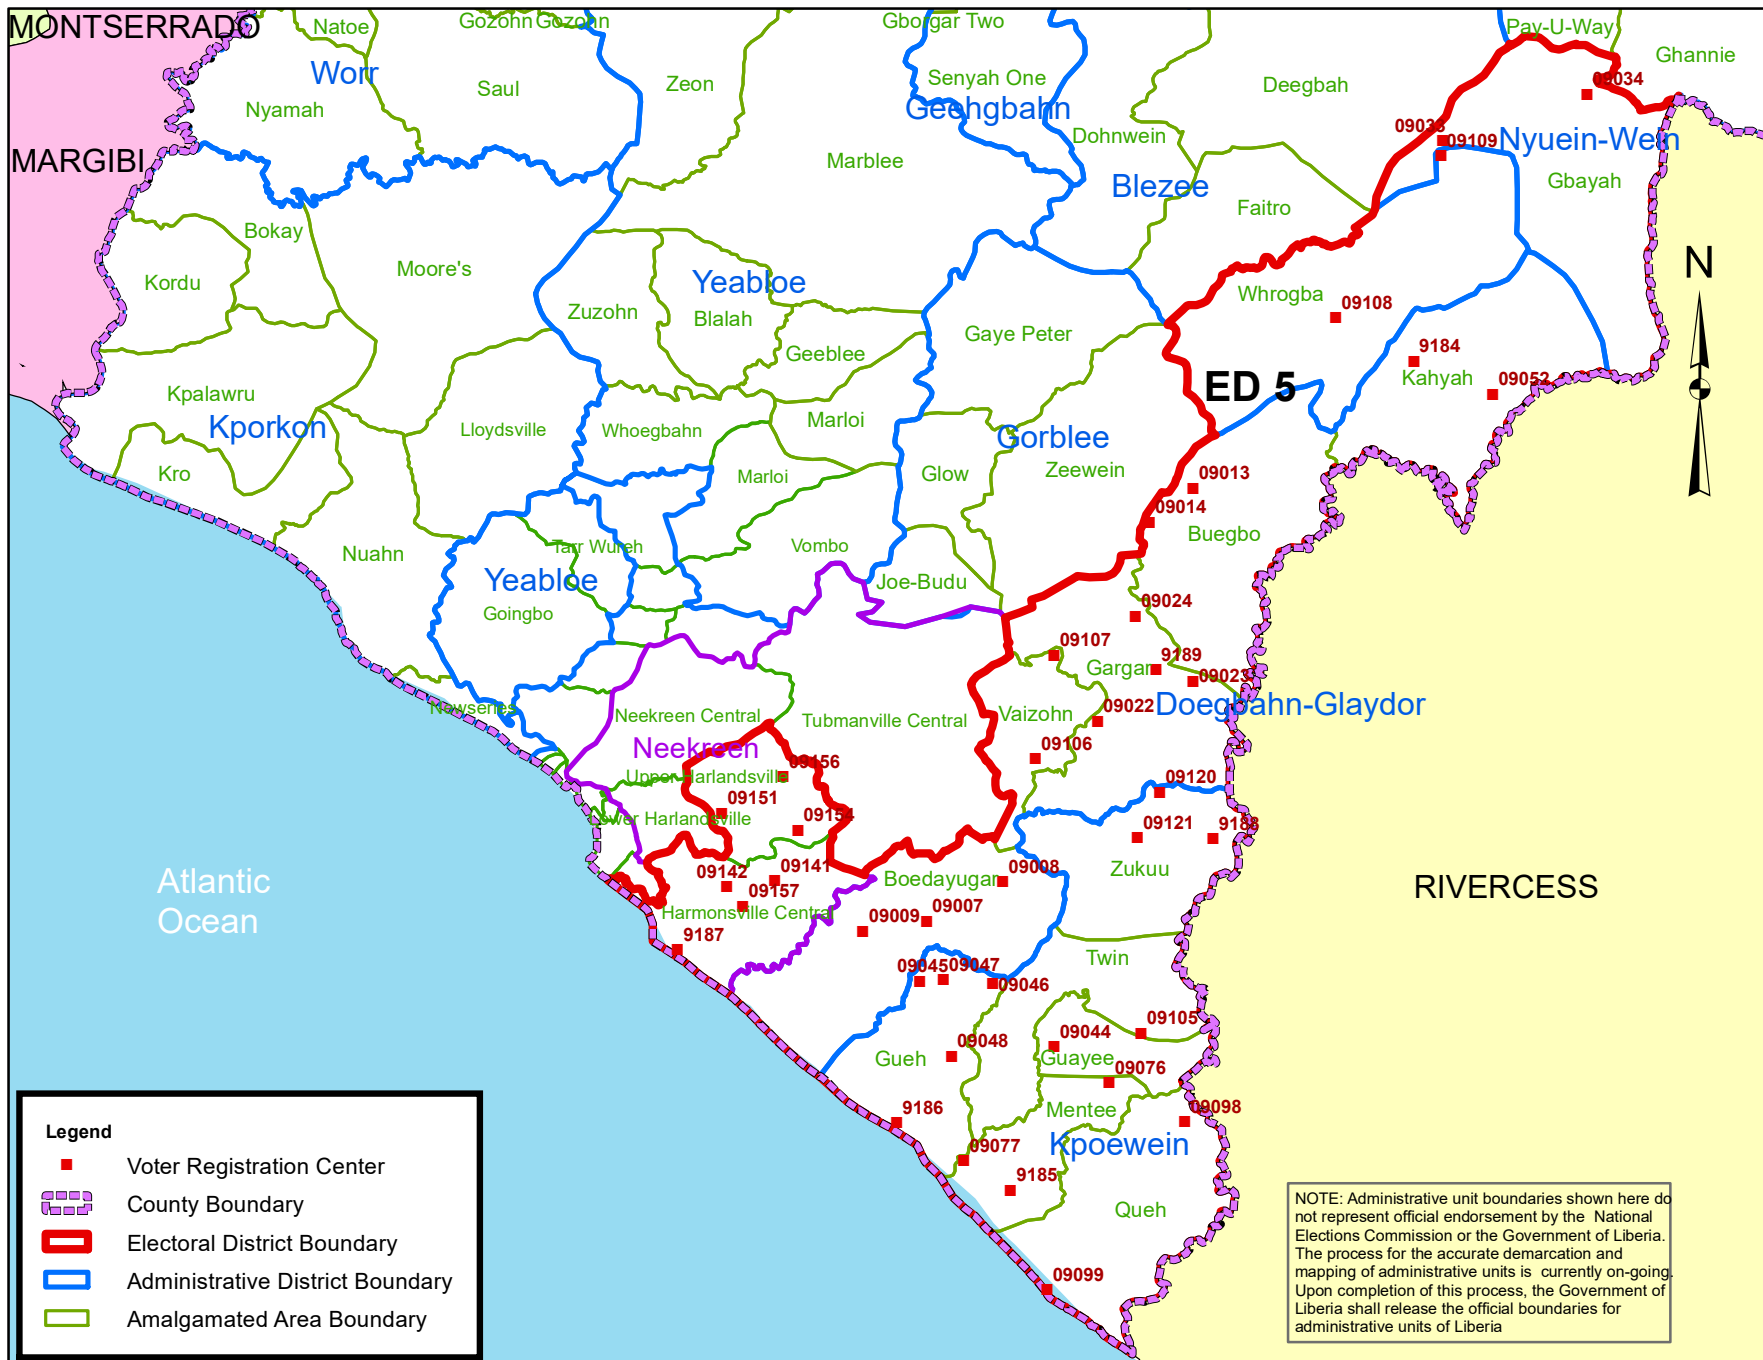 MONTSERRADO
Natoe
Gozohn
Gozohn
Gborgar Two
Pay-U-Way
Ghannie
Worr
Saul
Zeon
Senyah One
Deegbah
09034
Nyamah
Geehgbahn
Dohnwein
09033
09109
Nyuein-Wein
MARGIBI
Marblee
Blezee
Gbayah
Faitro
Bokay
Kordu
Moore's
Yeabloe
Zuzohn
Blalah
Whrogba
09108
N
Gaye Peter
Geeblee
9184
Kahyah
09052
ED 5
Kpalawru
Kporkon
Lloydsville
Whoegbahn
Marloi
Gorblee
Zeewein
Kro
Marloi
Glow
09013
09014
Buegbo
Nuahn
Tarr Wureh
Vombo
Yeabloe
Goingbo
Joe-Budu
09024
09107
Gargar
9189
09023
Doegbahn-Glaydor
Newseries
Neekreen Central
Tubmanville Central
Vaizohn
09022
Neekreen
09106
Upper Harlandsville
09156
09120
09151
Lower Harlandsville
09154
09121
9188
Zukuu
09142
09141
Boedayugar
09008
RIVERCESS
Atlantic
Ocean
09157
Harmonsville Central
09009
09007
9187
Twin
09045
09047
09046
09105
09044
Gueh
09048
Guayee
09076
Mentee
9186
09098
Kpoewein
09077
9185
Queh
09099
Legend
Voter Registration Center
County Boundary
Electoral District Boundary
Administrative District Boundary
Amalgamated Area Boundary
NOTE: Administrative unit boundaries shown here do
not represent official endorsement by the National
Elections Commission or the Government of Liberia.
The process for the accurate demarcation and
mapping of administrative units is currently on-going.
Upon completion of this process, the Government of
Liberia shall release the official boundaries for
administrative units of Liberia